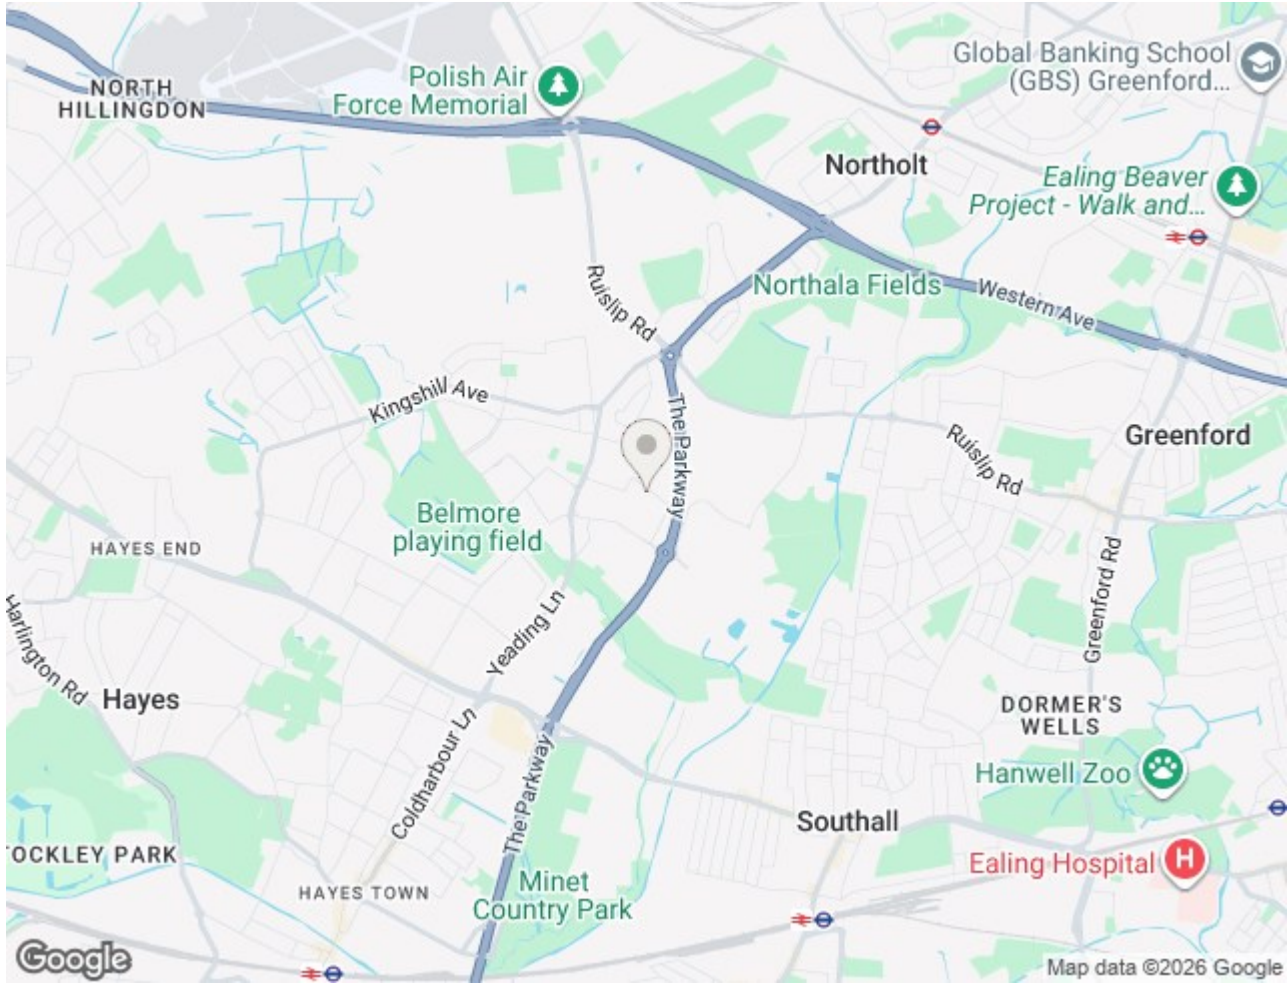 NORTH
HILLINGDON
Polish Air
Force Memorial
Global Banking School
(GBS) Greenford...
Northolt
Ealing Beaver
Project - Walk and...
Ruislip Rd
Northala Fields
Western Ave
Kingshill Ave
The Parkway
Ruislip Rd
Greenford
Belmore
playing field
HAYES END
Greenford Rd
Harlington Rd
Yeading Ln
Hayes
Coldharbour Ln
The Parkway
DORMER'S
WELLS
Hanwell Zoo
Southall
TOCKLEY PARK
Ealing Hospital
H
HAYES TOWN
Minet
Country Park
Google
Map data ©2026 Google